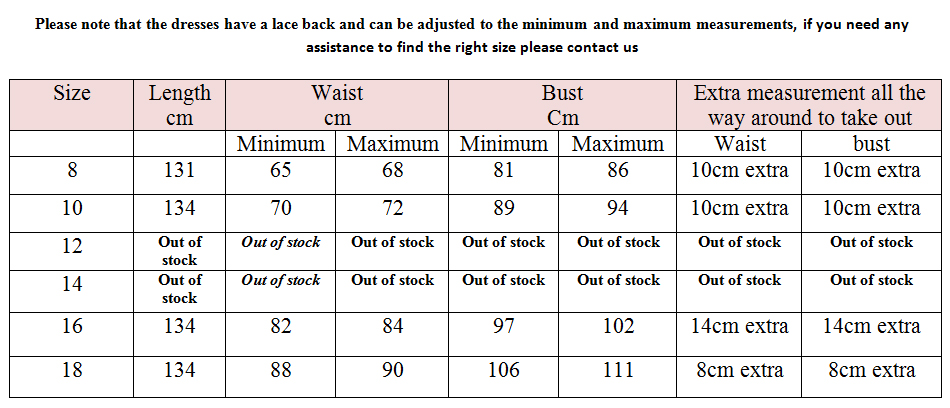 Please note that the dresses have a lace back and can be adjusted to the minimum and maximum measurements, if you need any
assistance to find the right size please contact us
Size Length Waist Bust Extra measurement all the
cm cm Cm way around to take out
Minimum Maximum Minimum Maximum Waist bust
8 131 65 68 81 86 10cm extra 10cm extra
10 134 70 72 89 94 10cm extra 10cm extra
12 Out of stock Out of stock Out of stock Out of stock Out of stock Out of stock Out of stock
14 Out of stock Out of stock Out of stock Out of stock Out of stock Out of stock Out of stock
16 134 82 84 97 102 14cm extra 14cm extra
18 134 88 90 106 111 8cm extra 8cm extra